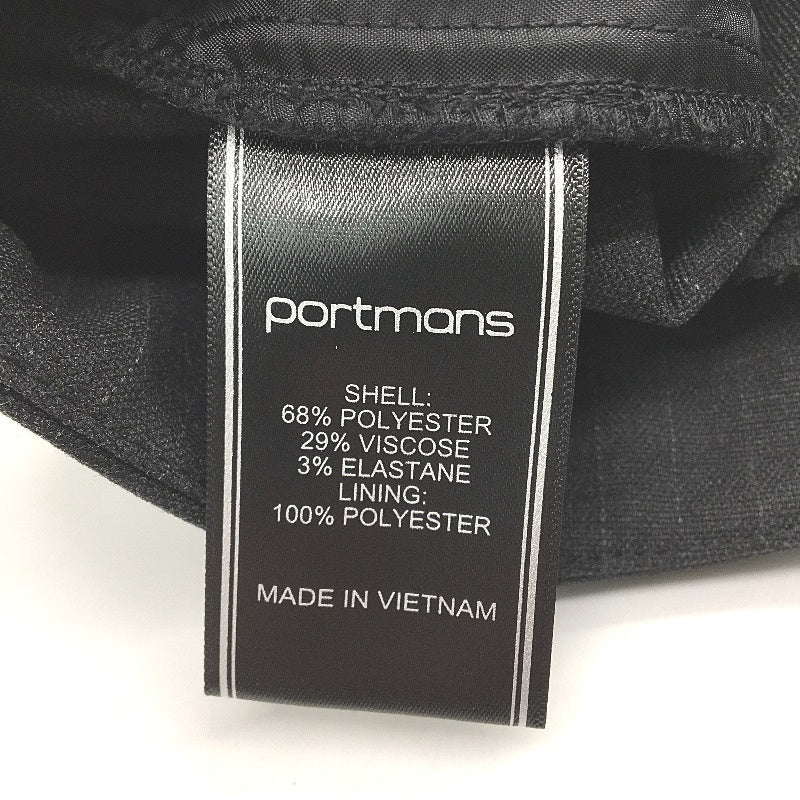 portmans
SHELL:
68% POLYESTER
29% VISCOSE
3% ELASTANE
LINING:
100% POLYESTER
MADE IN VIETNAM